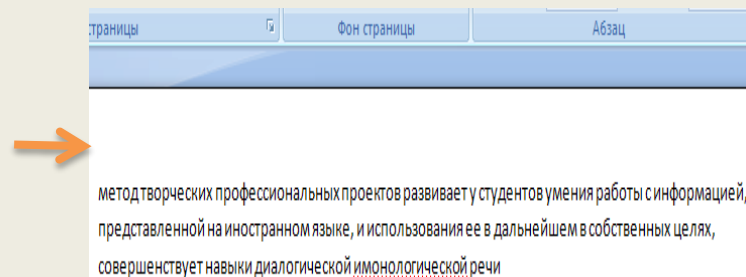 страницы Фон страницы Абзац
метод творческих профессиональных проектов развивает у студентов умения работы с информацией,
представленной на иностранном языке, и использования ее в дальнейшем в собственных целях,
совершенствует навыки диалогической имонологической речи